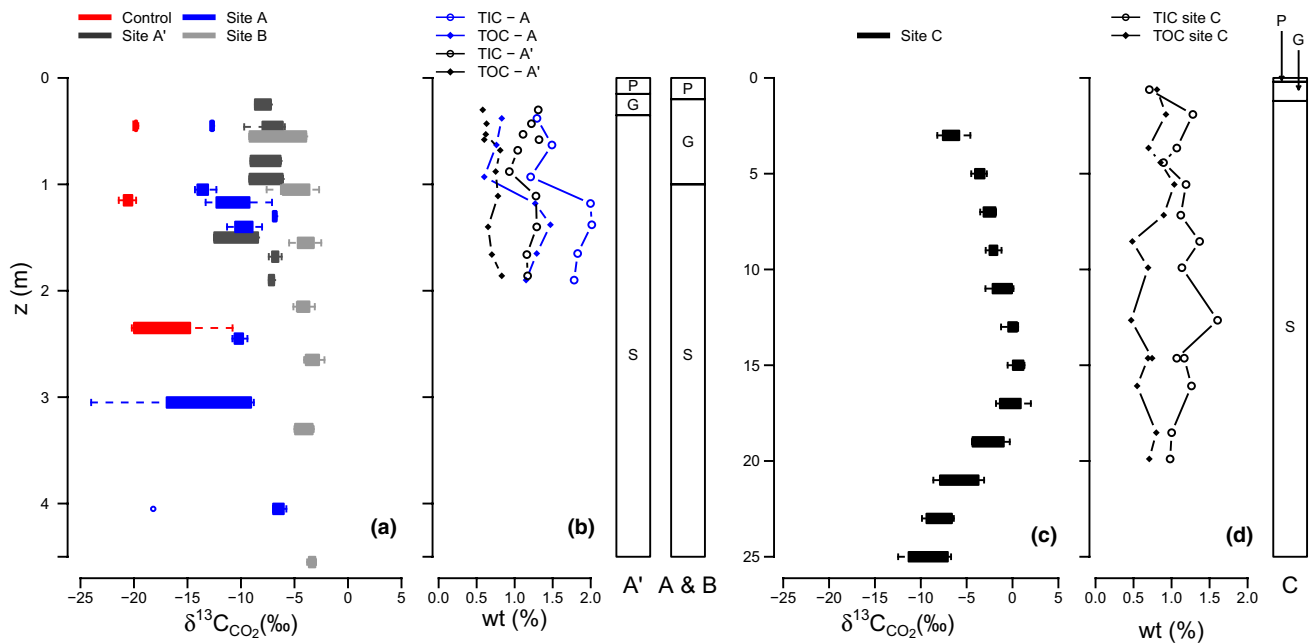 Control
Site A
Site A'
Site B
TIC – A
TOC – A
TIC – A'
TOC – A'
Site C
TIC site C
TOC site C
P
G
0
1
2
3
4
z (m)
−25 −20 −15 −10 −5 0 5
δ¹³C_CO₂(‰)
(a)
0.0 0.5 1.0 1.5 2.0
wt (%)
(b)
P
G
S
A'
P
G
S
A & B
0
5
10
15
20
25
−25 −20 −15 −10 −5 0 5
δ¹³C_CO₂(‰)
(c)
0.0 0.5 1.0 1.5 2.0
wt (%)
(d)
S
C